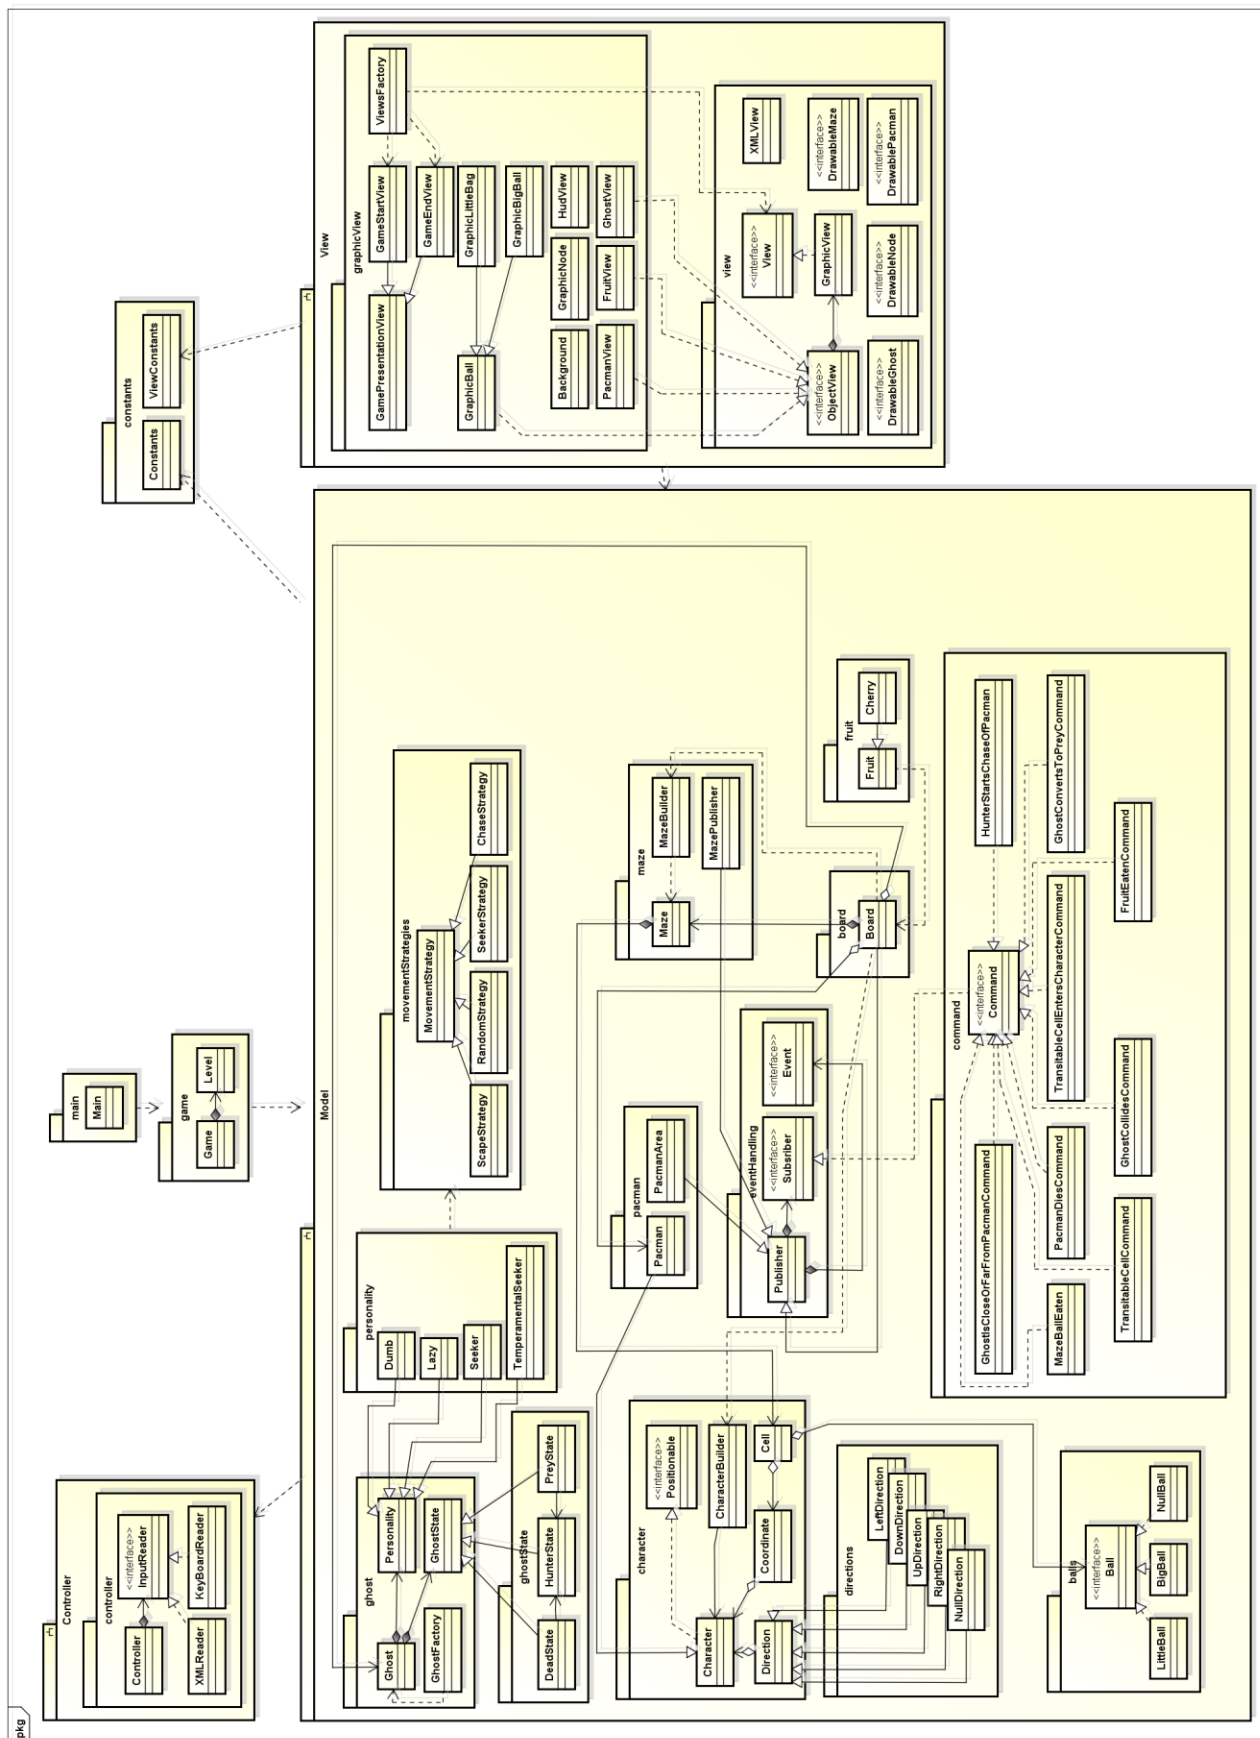 pkg
Controller
controller
<<interface>>
InputReader
Controller
XMLReader
KeyBoardReader
main
Main
game
Game
Level
constants
Constants
ViewConstants
Model
ghost
Ghost
Personality
GhostState
GhostFactory
personality
Dumb
Lazy
Seeker
TemperamentalSeeker
ghostState
DeadState
HunterState
PreyState
movementStrategies
MovementStrategy
ScapeStrategy
RandomStrategy
SeekerStrategy
ChaseStrategy
character
<<interface>>
Positionable
Character
CharacterBuilder
Direction
Coordinate
Cell
pacman
Pacman
PacmanArea
maze
Maze
MazeBuilder
MazePublisher
eventHandling
Publisher
<<interface>>
Subsriber
<<interface>>
Event
board
Board
fruit
Fruit
Cherry
directions
LeftDirection
DownDirection
UpDirection
RightDirection
NullDirection
command
<<interface>>
Command
GhostIsCloseOrFarFromPacmanCommand
HunterStartsChaseOfPacman
MazeBallEaten
PacmanDiesCommand
TransitableCellEntersCharacterCommand
GhostConvertsToPreyCommand
TransitableCellCommand
GhostCollidesCommand
FruitEatenCommand
balls
<<interface>>
Ball
LittleBall
BigBall
NullBall
View
graphicView
GamePresentationView
GameStartView
ViewsFactory
GameEndView
GraphicBall
GraphicLittleBag
GraphicBigBall
Background
GraphicNode
HudView
PacmanView
FruitView
GhostView
view
<<interface>>
View
XMLView
<<interface>>
ObjectView
GraphicView
<<interface>>
DrawableMaze
<<interface>>
DrawableGhost
<<interface>>
DrawableNode
<<interface>>
DrawablePacman